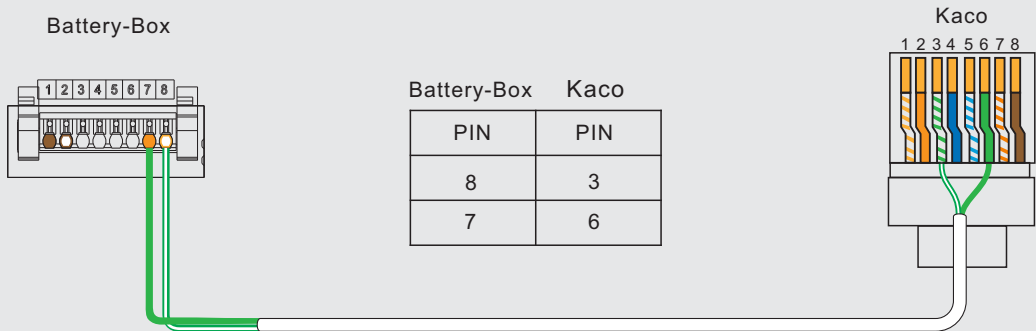 Battery-Box
Kaco
1 2 3 4 5 6 7 8
1 2 3 4 5 6 7 8
Battery-Box Kaco
PIN PIN
8 3
7 6